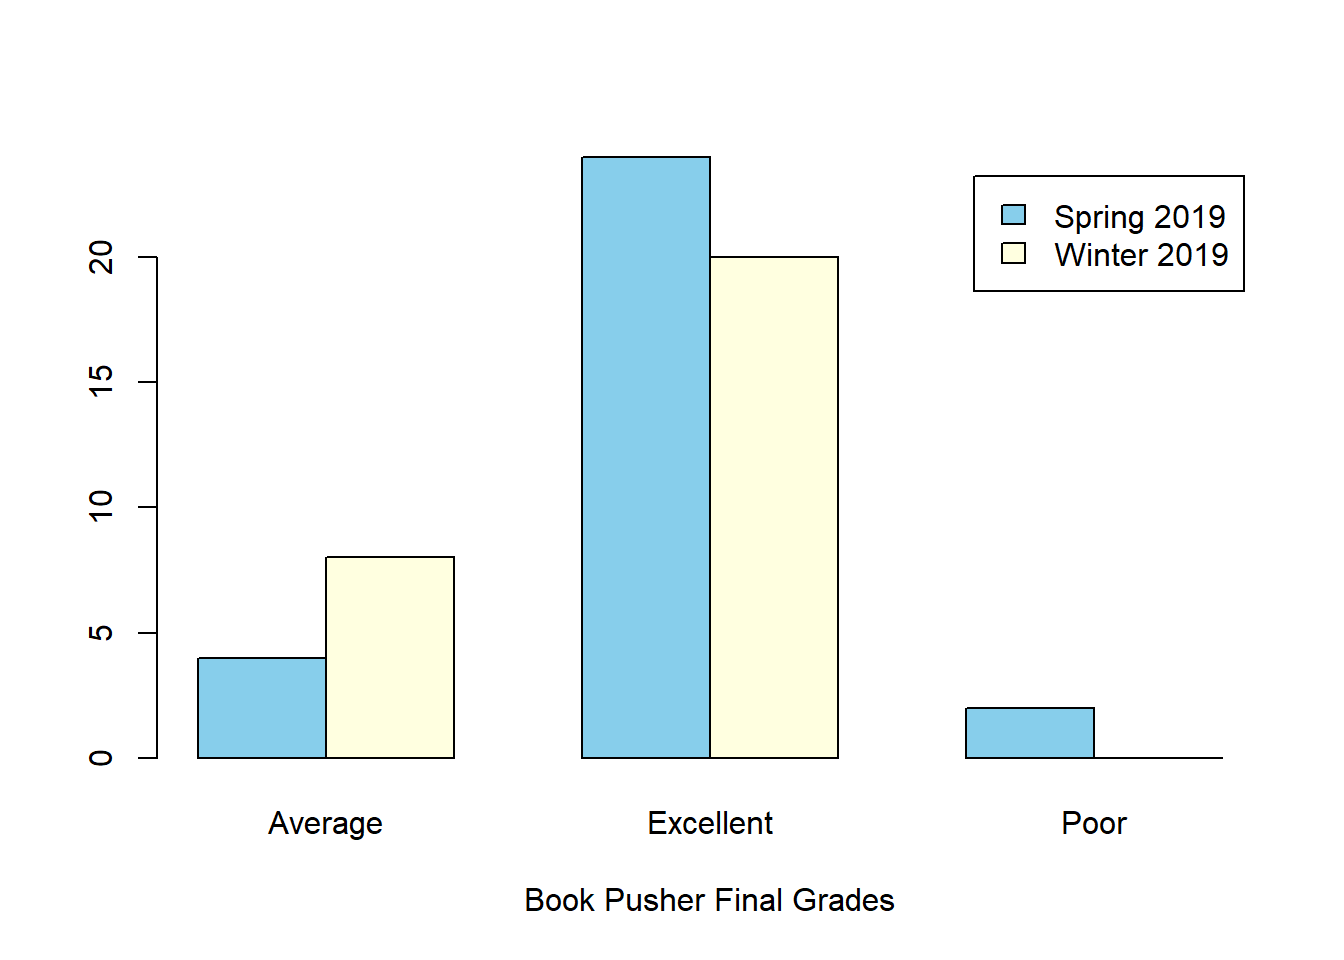 20
15
10
5
0
Spring 2019
Winter 2019
Average
Excellent
Poor
Book Pusher Final Grades